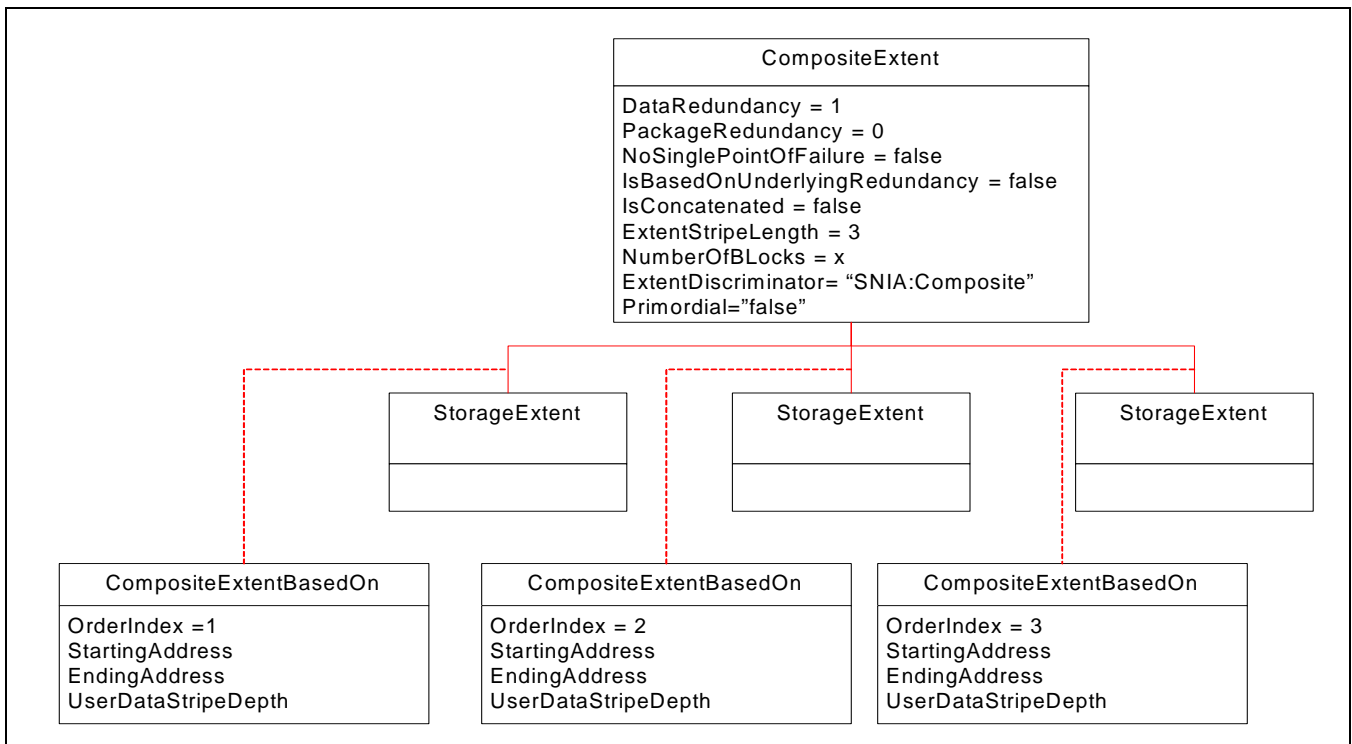 CompositeExtent
DataRedundancy = 1
PackageRedundancy = 0
NoSinglePointOfFailure = false
IsBasedOnUnderlyingRedundancy = false
IsConcatenated = false
ExtentStripeLength = 3
NumberOfBLocks = x
ExtentDiscriminator= “SNIA:Composite”
Primordial=”false”
StorageExtent
StorageExtent
StorageExtent
CompositeExtentBasedOn
OrderIndex =1
StartingAddress
EndingAddress
UserDataStripeDepth
CompositeExtentBasedOn
OrderIndex = 2
StartingAddress
EndingAddress
UserDataStripeDepth
CompositeExtentBasedOn
OrderIndex = 3
StartingAddress
EndingAddress
UserDataStripeDepth